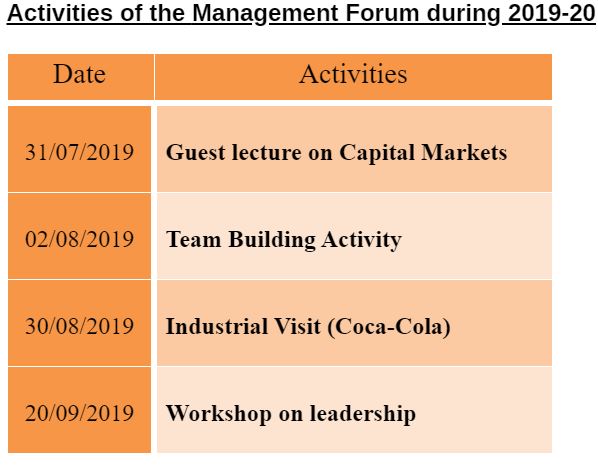 Activities of the Management Forum during 2019-20
Date Activities
31/07/2019 Guest lecture on Capital Markets
02/08/2019 Team Building Activity
30/08/2019 Industrial Visit (Coca-Cola)
20/09/2019 Workshop on leadership